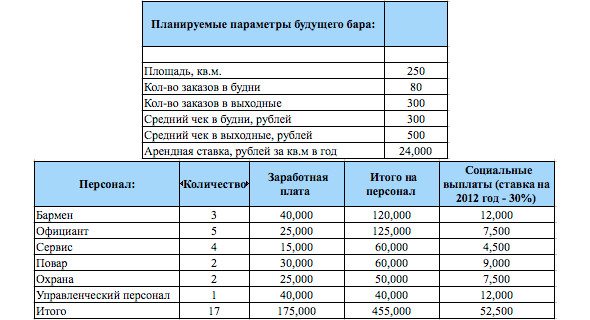 Планируемые параметры будущего бара:
Площадь, кв.м. 250
Кол-во заказов в будни 80
Кол-во заказов в выходные 300
Средний чек в будни, рублей 300
Средний чек в выходные, рублей 500
Арендная ставка, рублей за кв.м в год 24,000
Персонал: Количество Заработная плата Итого на персонал Социальные выплаты (ставка на 2012 год - 30%)
Бармен 3 40,000 120,000 12,000
Официант 5 25,000 125,000 7,500
Сервис 4 15,000 60,000 4,500
Повар 2 30,000 60,000 9,000
Охрана 2 25,000 50,000 7,500
Управленческий персонал 1 40,000 40,000 12,000
Итого 17 175,000 455,000 52,500